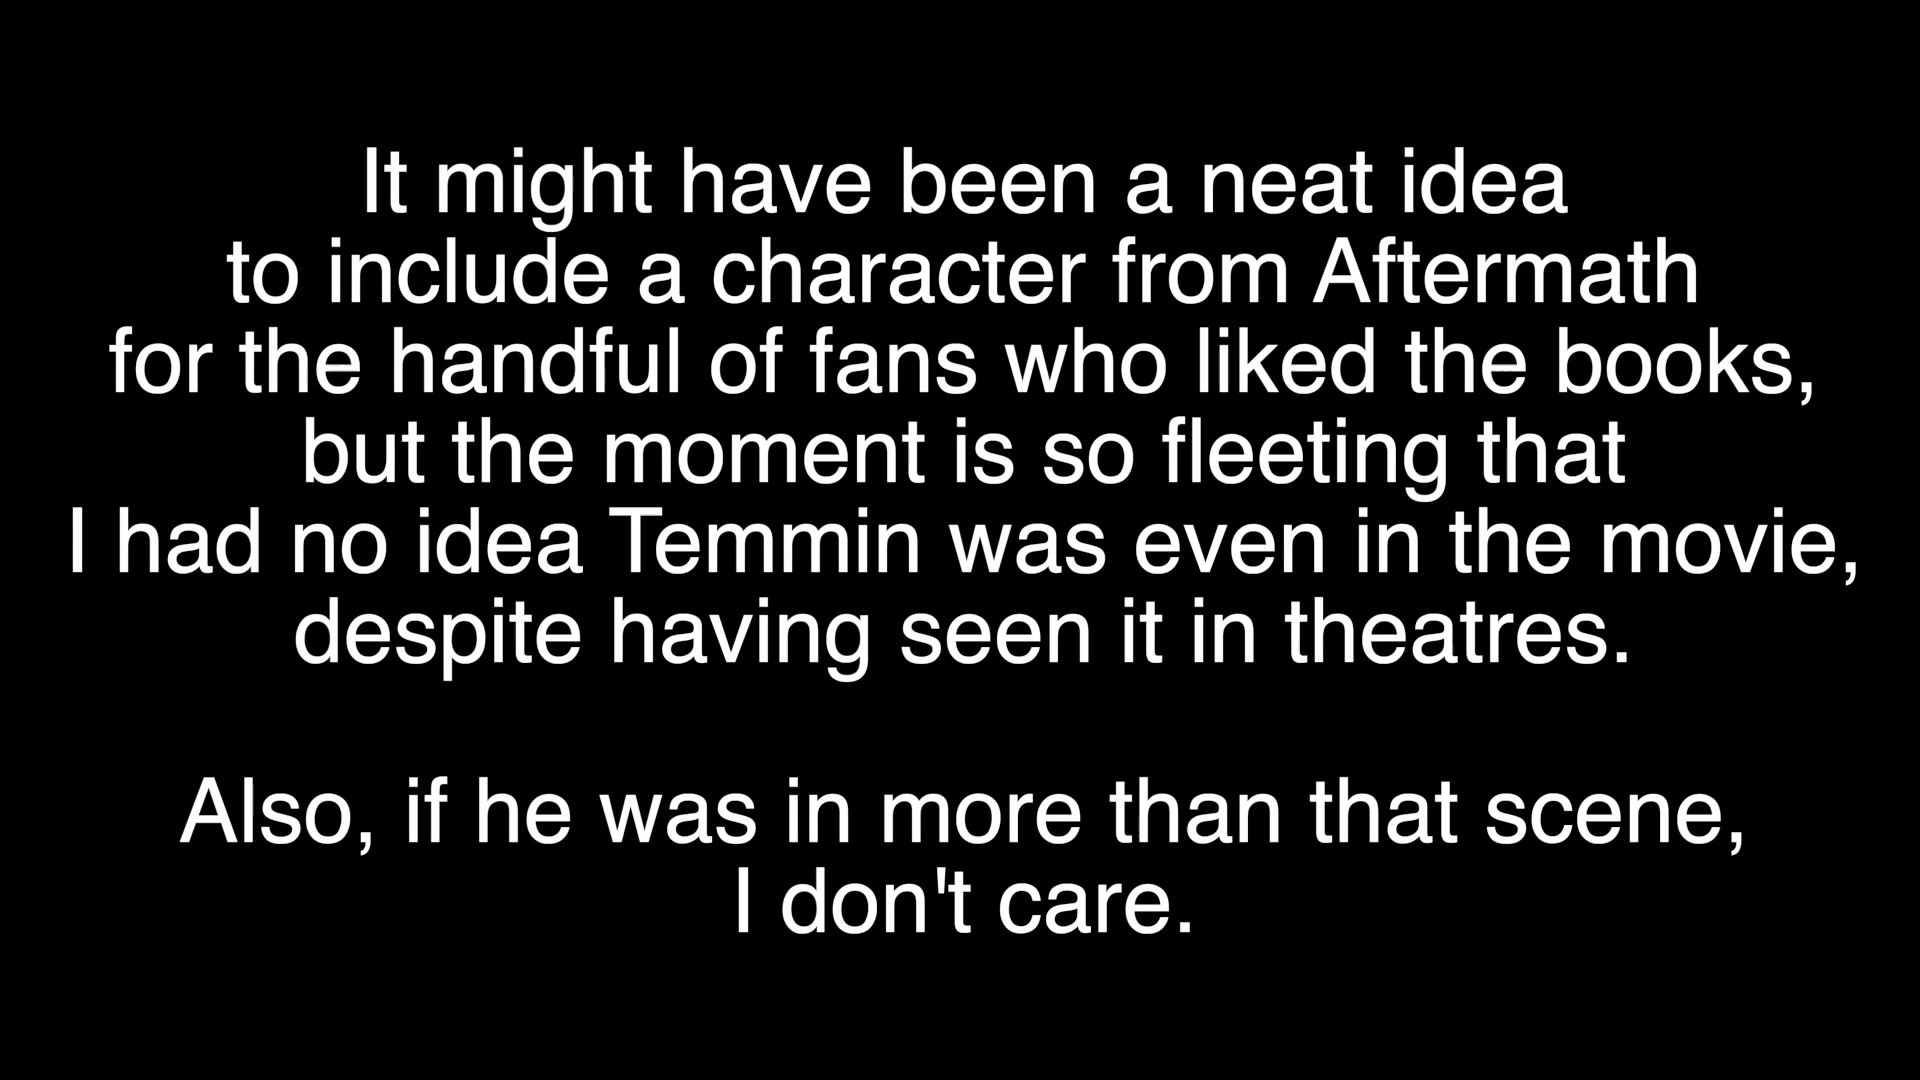 It might have been a neat idea
to include a character from Aftermath
for the handful of fans who liked the books,
but the moment is so fleeting that
I had no idea Temmin was even in the movie,
despite having seen it in theatres.
Also, if he was in more than that scene,
I don't care.